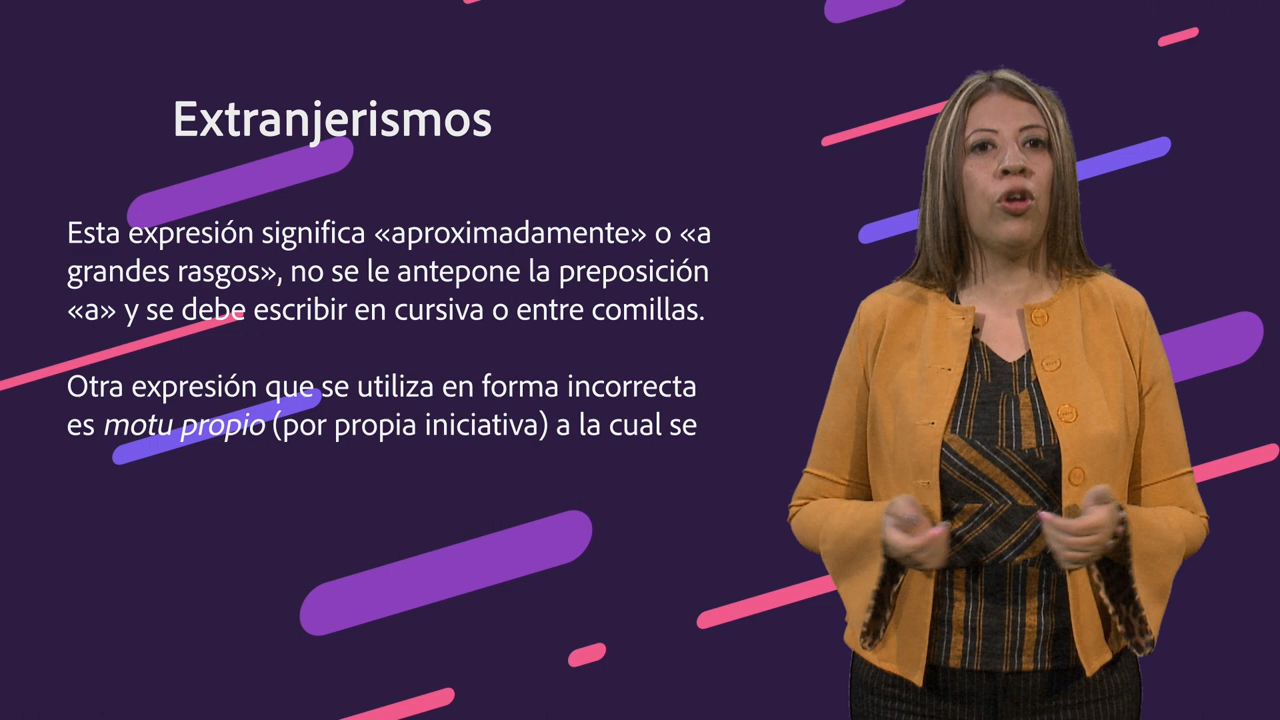 Extranjerismos
Esta expresión significa «aproximadamente» o «a
grandes rasgos», no se le antepone la preposición
«a» y se debe escribir en cursiva o entre comillas.
Otra expresión que se utiliza en forma incorrecta
es motu propio (por propia iniciativa) a la cual se